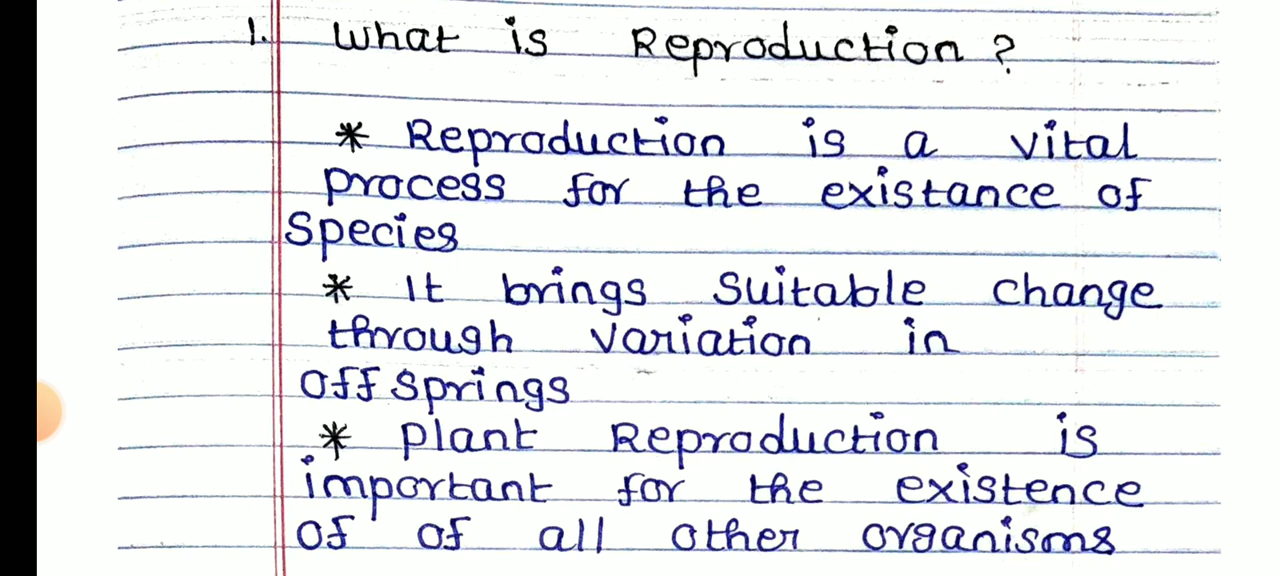 1. What is Reproduction ?
* Reproduction is a vital
process for the existance of
Species
* It brings Suitable change
through variation in
Offsprings
* plant Reproduction is
important for the existence
of of all other organisms